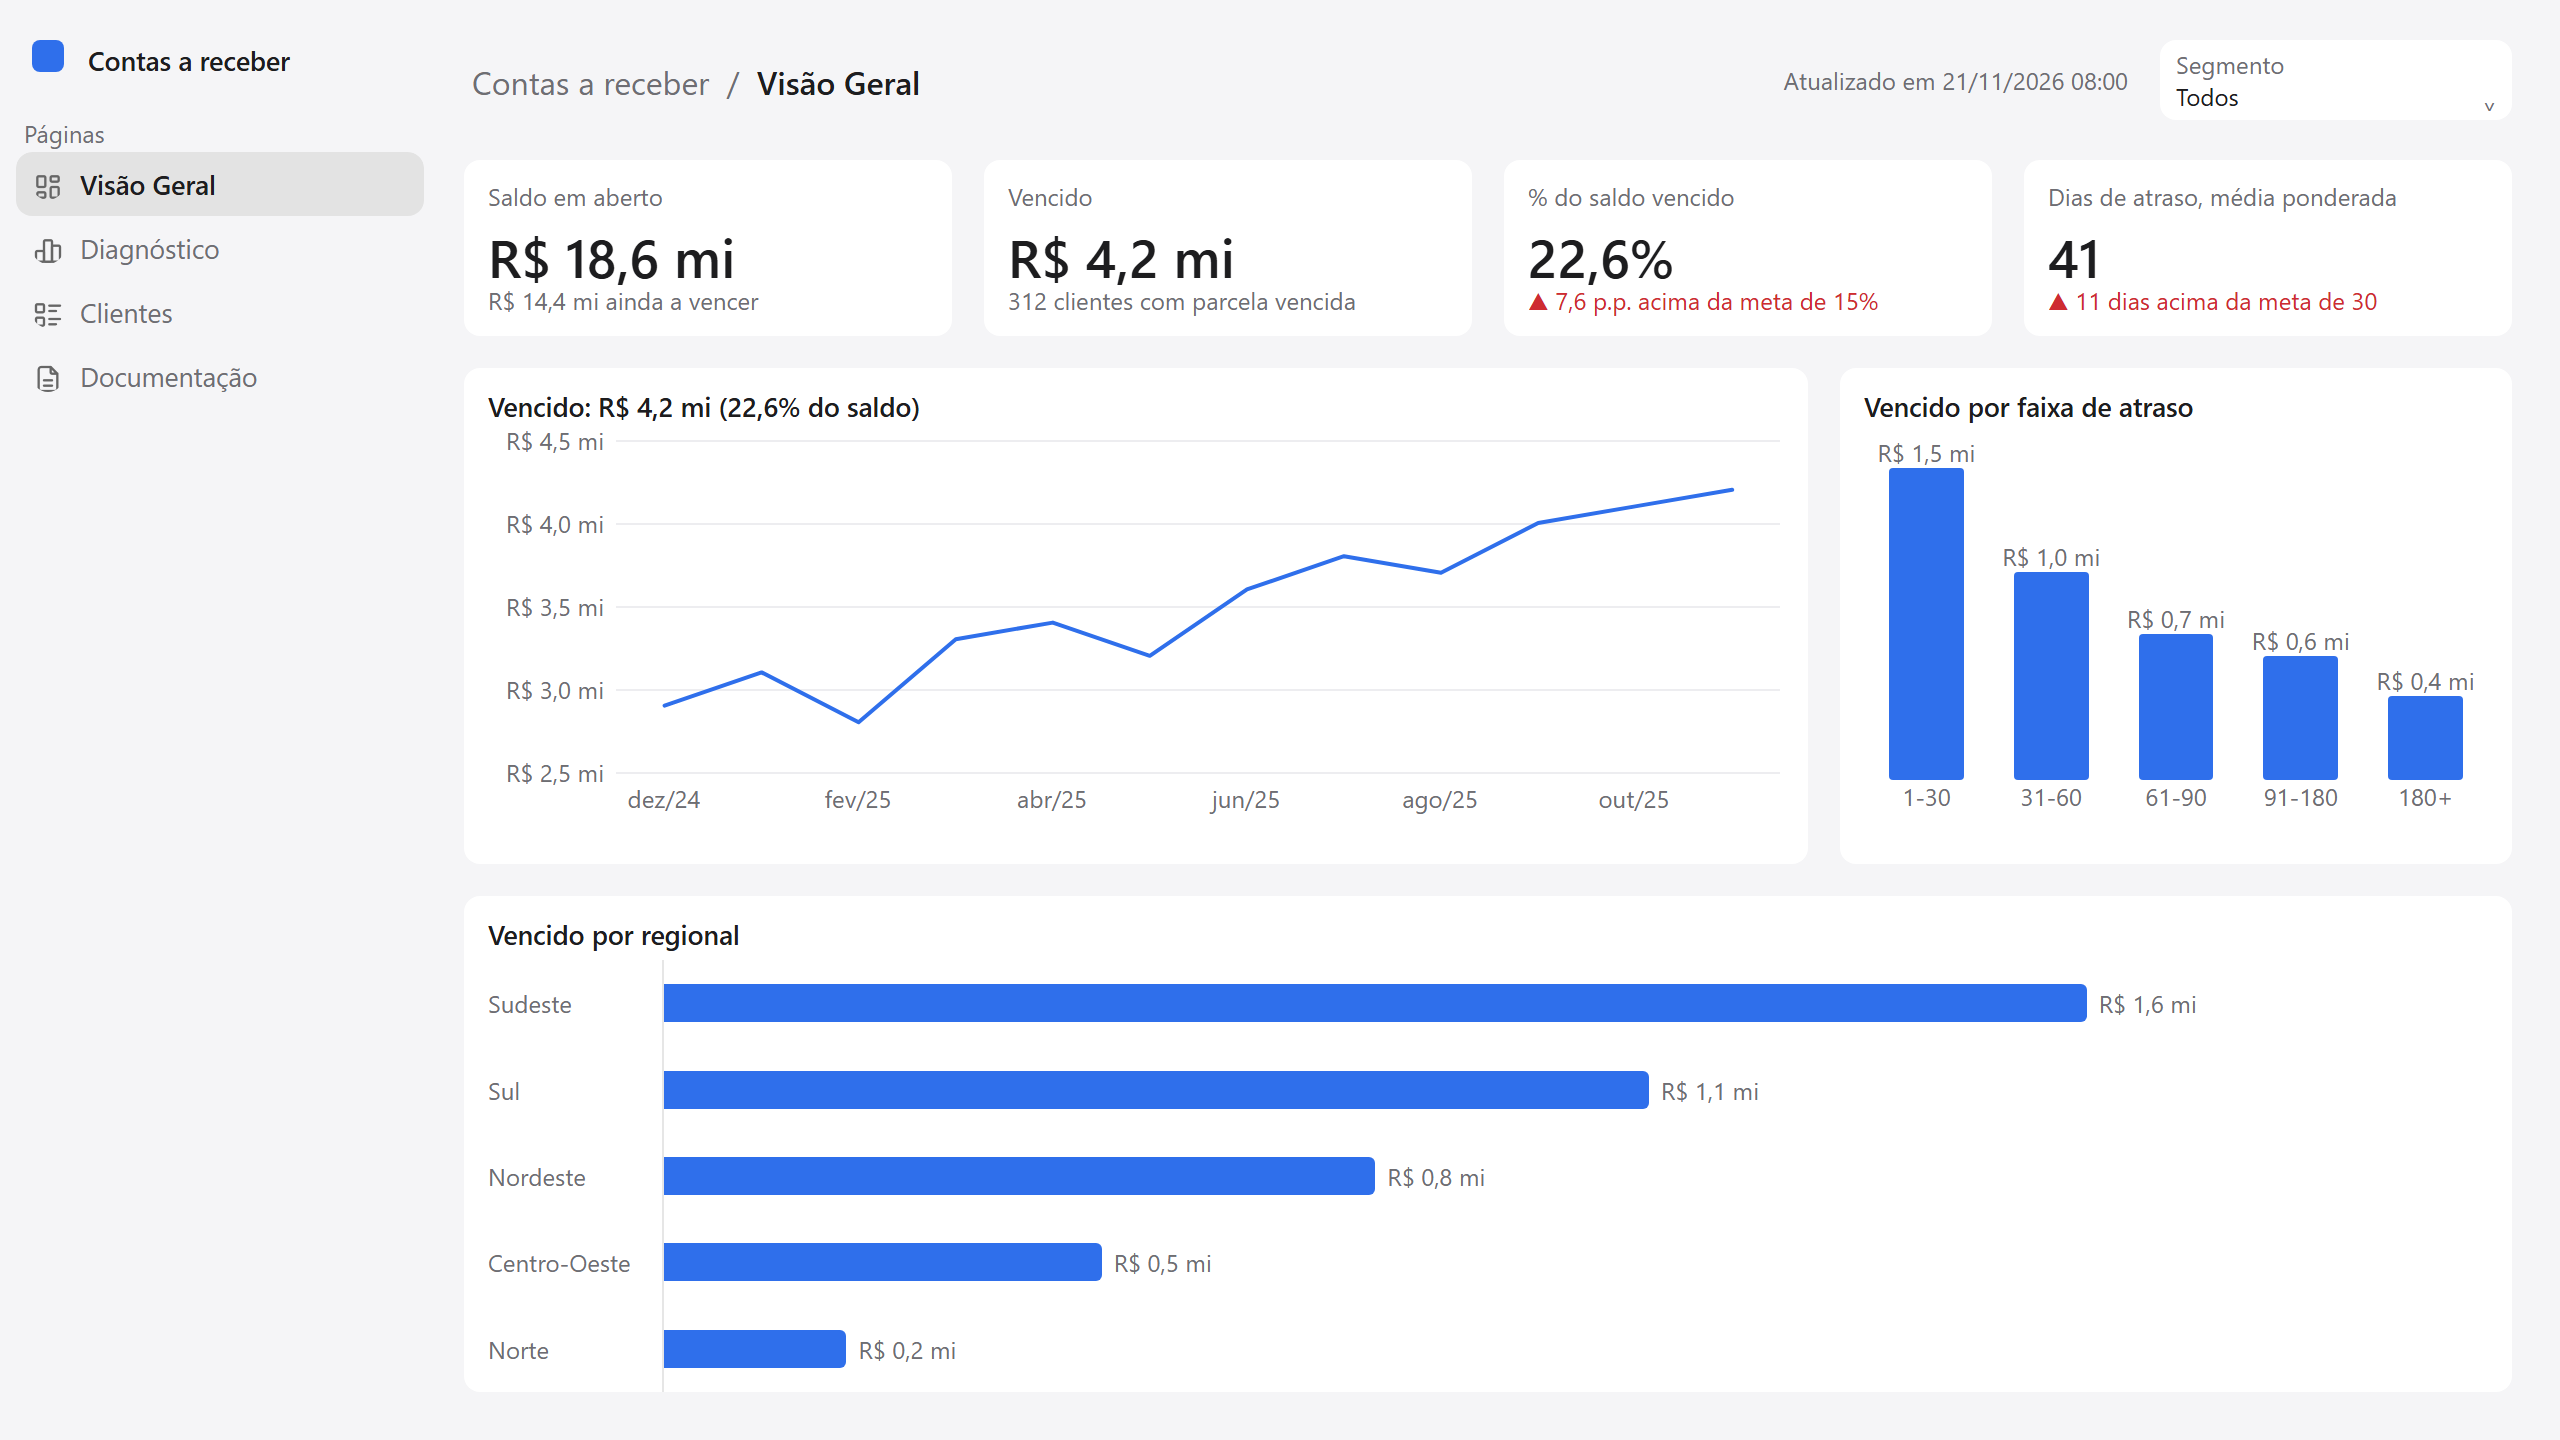 Contas a receber
Páginas
Visão Geral
Diagnóstico
Clientes
Documentação
Contas a receber / Visão Geral
Atualizado em 21/11/2026 08:00
Segmento
Todos
Saldo em aberto
R$ 18,6 mi
R$ 14,4 mi ainda a vencer
Vencido
R$ 4,2 mi
312 clientes com parcela vencida
% do saldo vencido
22,6%
▲ 7,6 p.p. acima da meta de 15%
Dias de atraso, média ponderada
41
▲ 11 dias acima da meta de 30
Vencido: R$ 4,2 mi (22,6% do saldo)
R$ 4,5 mi
R$ 4,0 mi
R$ 3,5 mi
R$ 3,0 mi
R$ 2,5 mi
dez/24 fev/25 abr/25 jun/25 ago/25 out/25
Vencido por faixa de atraso
R$ 1,5 mi
R$ 1,0 mi
R$ 0,7 mi
R$ 0,6 mi
R$ 0,4 mi
1-30 31-60 61-90 91-180 180+
Vencido por regional
Sudeste R$ 1,6 mi
Sul R$ 1,1 mi
Nordeste R$ 0,8 mi
Centro-Oeste R$ 0,5 mi
Norte R$ 0,2 mi